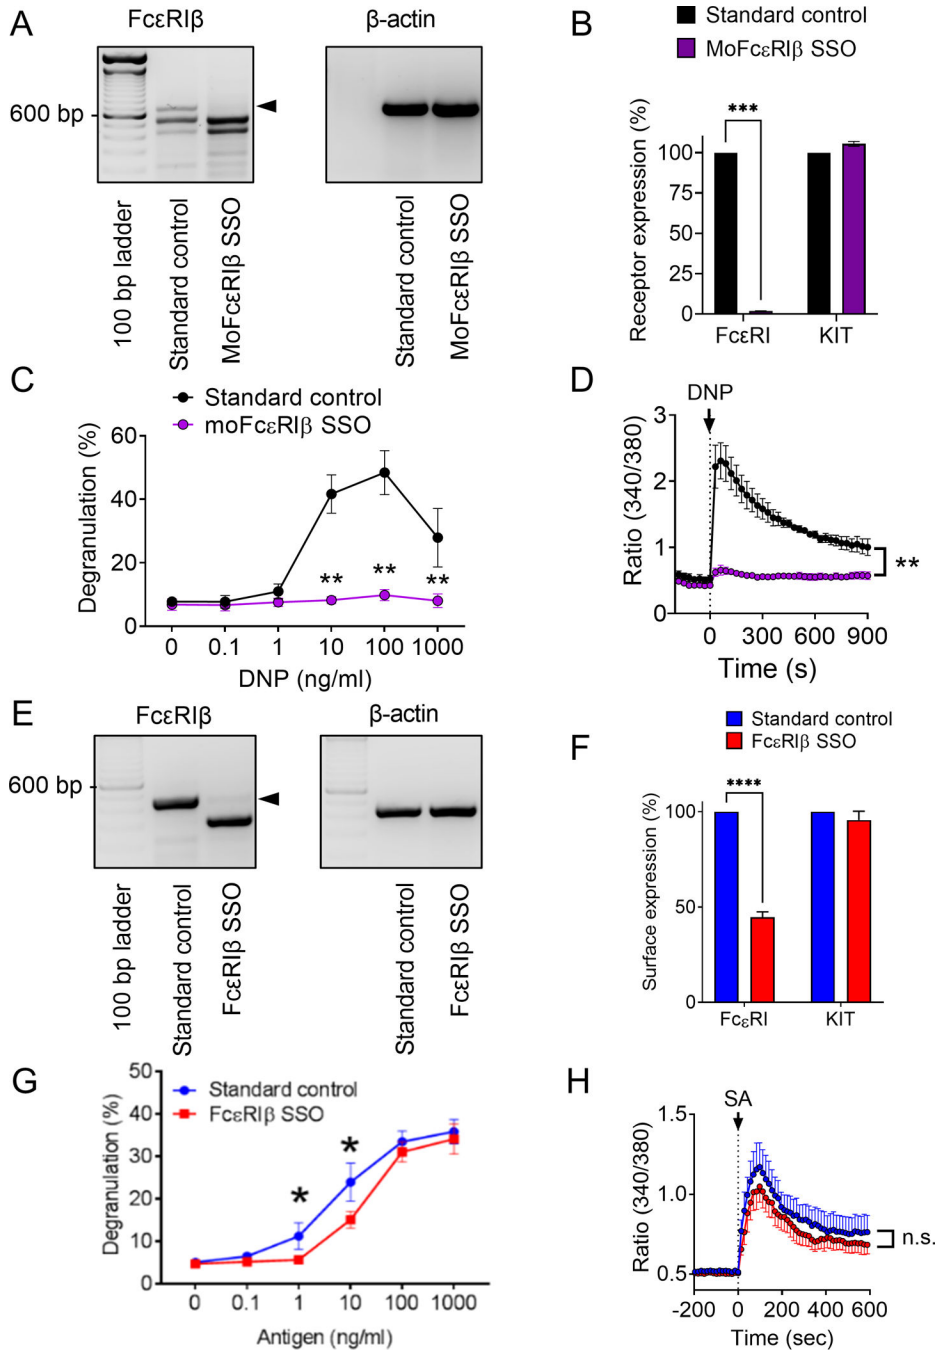 A
FcεRIβ
β-actin
600 bp
100 bp ladder
Standard control
MoFcεRIβ SSO
Standard control
MoFcεRIβ SSO
B
Standard control
MoFcεRIβ SSO
Receptor expression (%)
100
75
50
25
0
***
FcεRI
KIT
C
Standard control
moFcεRIβ SSO
Degranulation (%)
60
40
20
0
**
**
**
0
0.1
1
10
100
1000
DNP (ng/ml)
D
DNP
Ratio (340/380)
3
2
1
0
**
0
300
600
900
Time (s)
E
FcεRIβ
β-actin
600 bp
100 bp ladder
Standard control
FcεRIβ SSO
Standard control
FcεRIβ SSO
F
Standard control
FcεRIβ SSO
Surface expression (%)
100
50
0
****
FcεRI
KIT
G
Standard control
FcεRIβ SSO
Degranulation (%)
50
40
30
20
10
0
*
*
0
0.1
1
10
100
1000
Antigen (ng/ml)
H
SA
Ratio (340/380)
1.5
1.0
0.5
n.s.
-200
0
200
400
600
Time (sec)